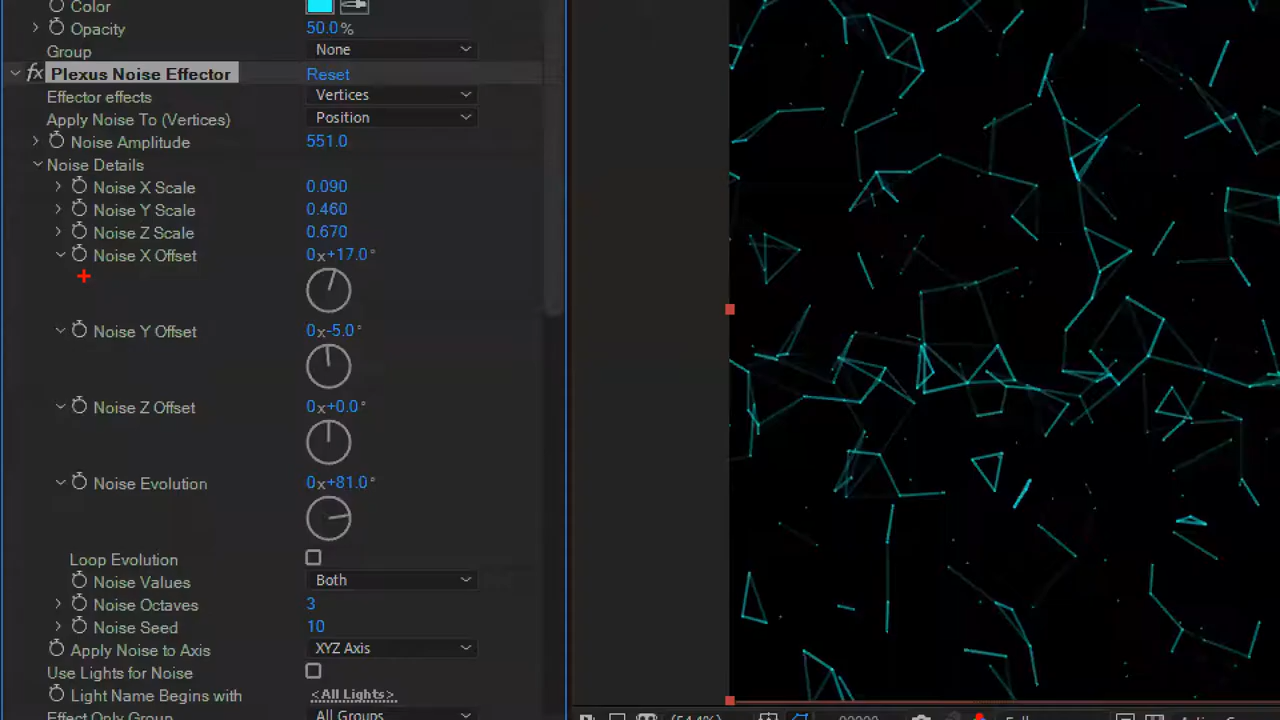 Color
Opacity 50.0%
Group None
fx Plexus Noise Effector Reset
Effector effects Vertices
Apply Noise To (Vertices) Position
Noise Amplitude 551.0
Noise Details
Noise X Scale 0.090
Noise Y Scale 0.460
Noise Z Scale 0.670
Noise X Offset 0x+17.0°
Noise Y Offset 0x-5.0°
Noise Z Offset 0x+0.0°
Noise Evolution 0x+81.0°
Loop Evolution
Noise Values Both
Noise Octaves 3
Noise Seed 10
Apply Noise to Axis XYZ Axis
Use Lights for Noise
Light Name Begins with <All Lights>
Effect Only Group All Groups